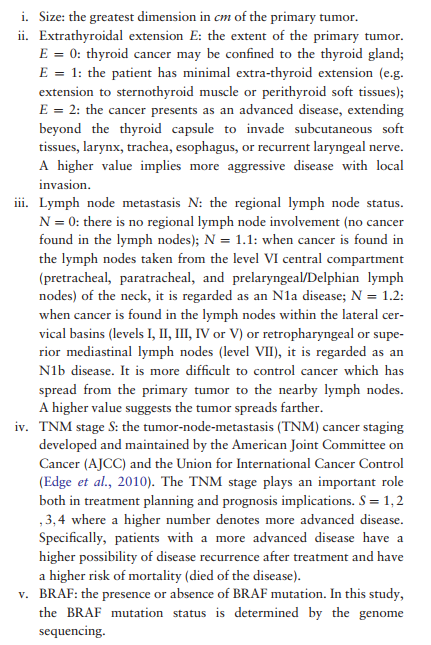 i. Size: the greatest dimension in cm of the primary tumor.
ii. Extrathyroidal extension E: the extent of the primary tumor.
E = 0: thyroid cancer may be confined to the thyroid gland;
E = 1: the patient has minimal extra-thyroid extension (e.g.
extension to sternothyroid muscle or perithyroid soft tissues);
E = 2: the cancer presents as an advanced disease, extending
beyond the thyroid capsule to invade subcutaneous soft
tissues, larynx, trachea, esophagus, or recurrent laryngeal nerve.
A higher value implies more aggressive disease with local
invasion.
iii. Lymph node metastasis N: the regional lymph node status.
N = 0: there is no regional lymph node involvement (no cancer
found in the lymph nodes); N = 1.1: when cancer is found in
the lymph nodes taken from the level VI central compartment
(pretracheal, paratracheal, and prelaryngeal/Delphian lymph
nodes) of the neck, it is regarded as an N1a disease; N = 1.2:
when cancer is found in the lymph nodes within the lateral cer-
vical basins (levels I, II, III, IV or V) or retropharyngeal or supe-
rior mediastinal lymph nodes (level VII), it is regarded as an
N1b disease. It is more difficult to control cancer which has
spread from the primary tumor to the nearby lymph nodes.
A higher value suggests the tumor spreads farther.
iv. TNM stage S: the tumor-node-metastasis (TNM) cancer staging
developed and maintained by the American Joint Committee on
Cancer (AJCC) and the Union for International Cancer Control
(Edge et al., 2010). The TNM stage plays an important role
both in treatment planning and prognosis implications. S = 1, 2
, 3, 4 where a higher number denotes more advanced disease.
Specifically, patients with a more advanced disease have a
higher possibility of disease recurrence after treatment and have
a higher risk of mortality (died of the disease).
v. BRAF: the presence or absence of BRAF mutation. In this study,
the BRAF mutation status is determined by the genome
sequencing.